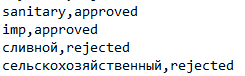 sanitary,approved
imp,approved
сливной,rejected
сельскохозяйственный,rejected